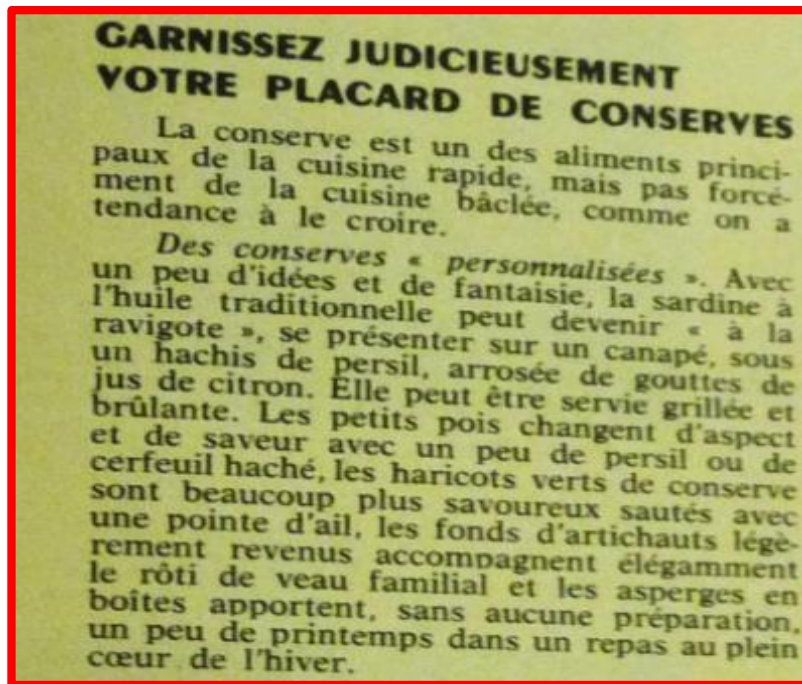 GARNISSEZ JUDICIEUSEMENT
VOTRE PLACARD DE CONSERVES
La conserve est un des aliments princi-
paux de la cuisine rapide, mais pas forcé-
ment de la cuisine bâclée, comme on a
tendance à le croire.
Des conserves « personnalisées ». Avec
un peu d'idées et de fantaisie, la sardine à
l'huile traditionnelle peut devenir « à la
ravigote », se présenter sur un canapé, sous
un hachis de persil, arrosée de gouttes de
jus de citron. Elle peut être servie grillée et
brûlante. Les petits pois changent d'aspect
et de saveur avec un peu de persil ou de
cerfeuil haché, les haricots verts de conserve
sont beaucoup plus savoureux sautés avec
une pointe d'ail, les fonds d'artichauts légè-
rement revenus accompagnent élégamment
le rôti de veau familial et les asperges en
boîtes apportent, sans aucune préparation,
un peu de printemps dans un repas au plein
cœur de l'hiver.